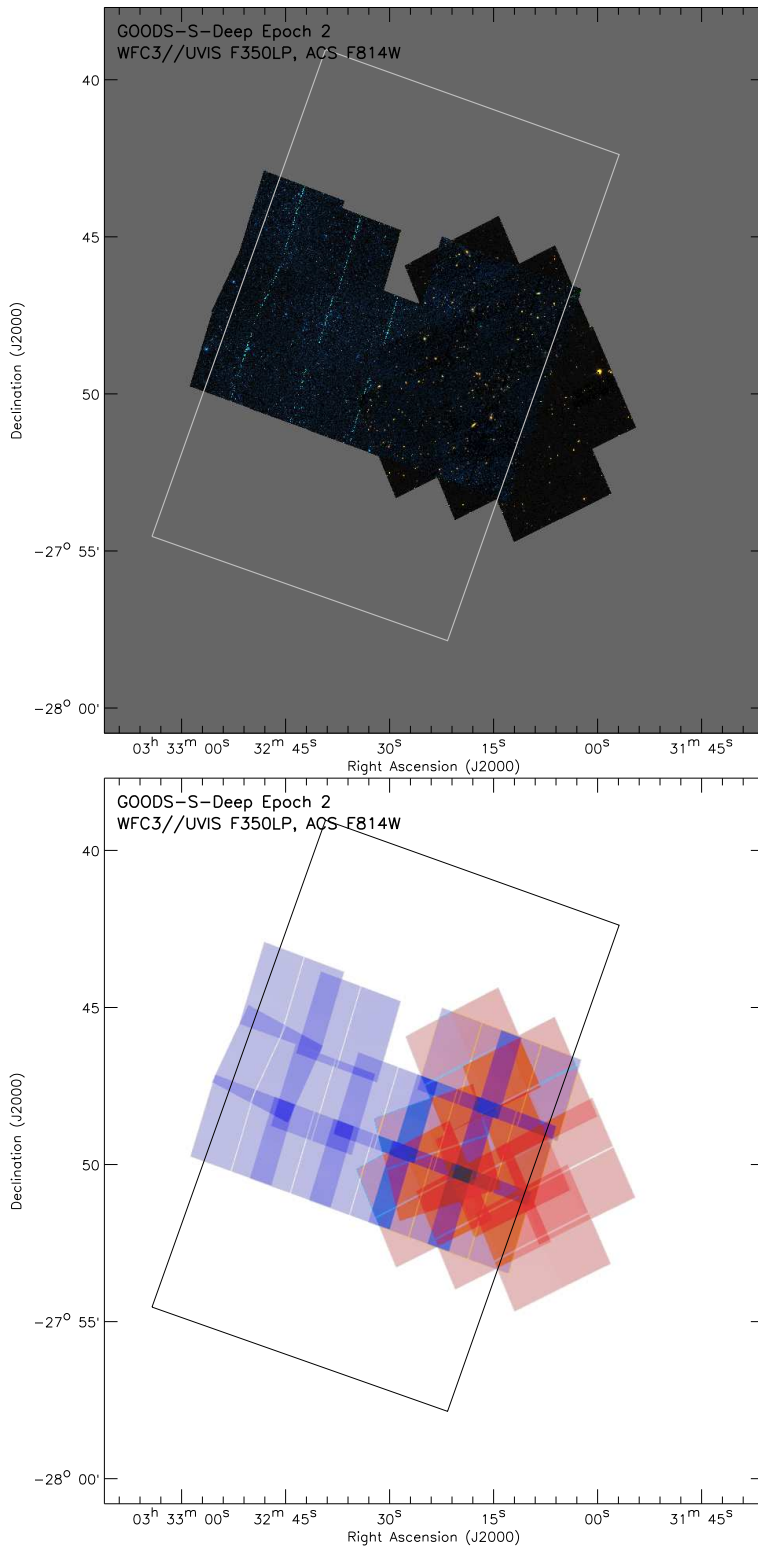 GOODS-S-Deep Epoch 2
WFC3//UVIS F350LP, ACS F814W
40
45
50
-27° 55'
-28° 00'
Declination (J2000)
03h 33m 00s 32m 45s 30s 15s 00s 31m 45s
Right Ascension (J2000)
GOODS-S-Deep Epoch 2
WFC3//UVIS F350LP, ACS F814W
40
45
50
-27° 55'
-28° 00'
Declination (J2000)
03h 33m 00s 32m 45s 30s 15s 00s 31m 45s
Right Ascension (J2000)